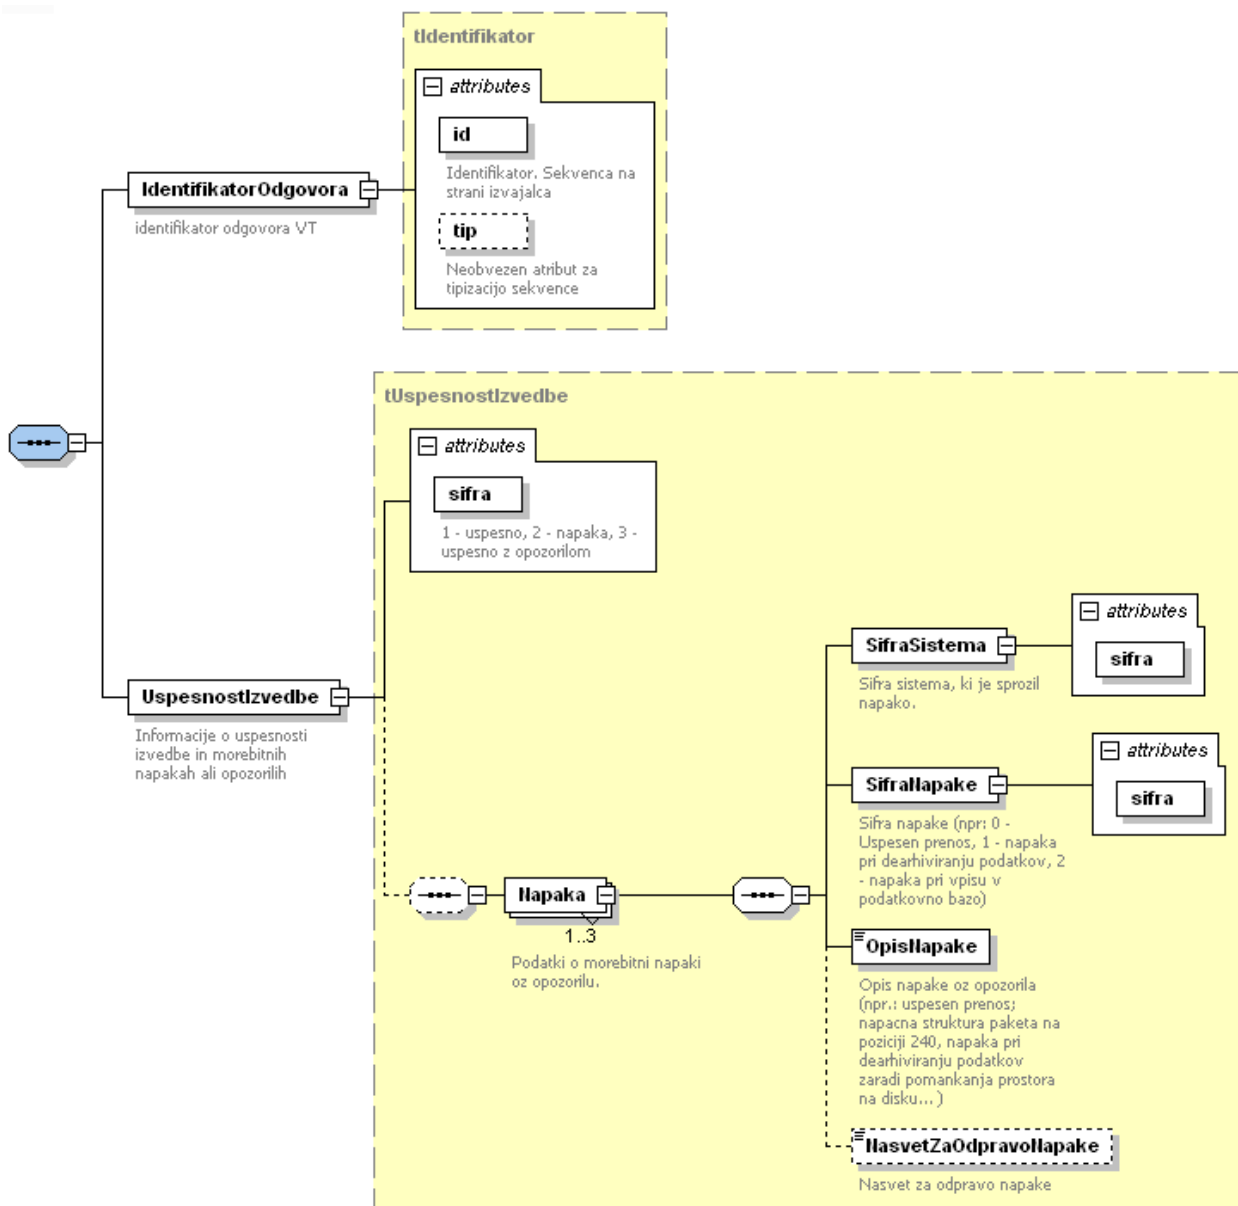 tIdentifikator
attributes
id
Identifikator. Sekvenca na
strani izvajalca
tip
Neobvezen atribut za
tipizacijo sekvence
IdentifikatorOdgovora
identifikator odgovora VT
tUspesnostIzvedbe
attributes
sifra
1 - uspesno, 2 - napaka, 3 -
uspesno z opozorilom
UspesnostIzvedbe
Informacije o uspesnosti
izvedbe in morebitnih
napakah ali opozorilih
Napaka
1..3
Podatki o morebitni napaki
oz opozorilu.
SifraSistema
Sifra sistema, ki je sprozil
napako.
attributes
sifra
SifraNapake
Sifra napake (npr: 0 -
Uspesen prenos, 1 - napaka
pri dearhiviranju podatkov, 2
- napaka pri vpisu v
podatkovno bazo)
attributes
sifra
OpisNapake
Opis napake oz opozorila
(npr.: uspesen prenos;
napacna struktura paketa na
poziciji 240, napaka pri
dearhiviranju podatkov
zaradi pomankanja prostora
na disku... )
NasvetZaOdpravoNapake
Nasvet za odpravo napake